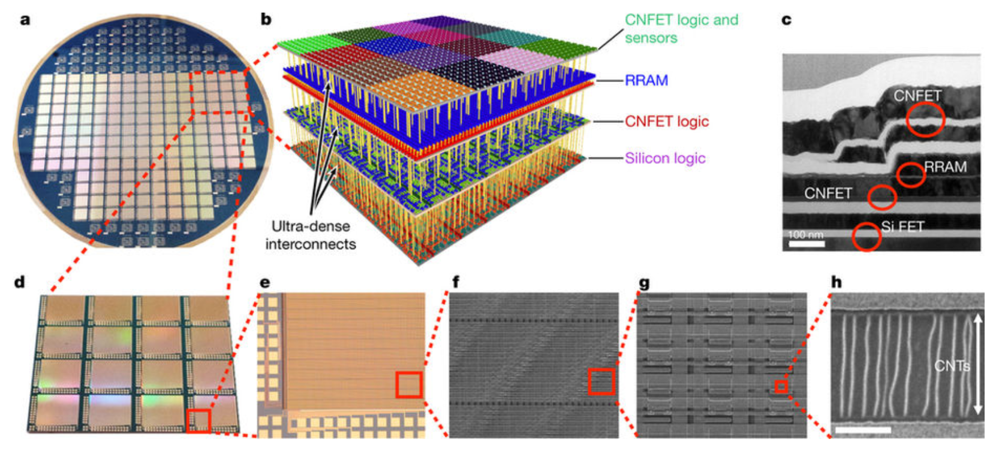 a
b
CNFET logic and
sensors
RRAM
CNFET logic
Silicon logic
Ultra-dense
interconnects
c
CNFET
RRAM
CNFET
Si FET
100 nm
d
e
f
g
h
CNTs